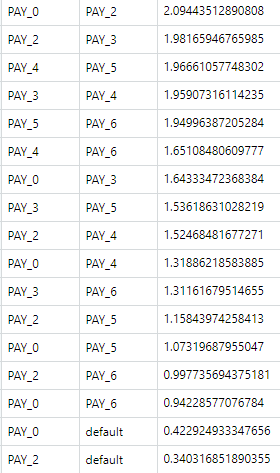 PAY_0 PAY_2 2.09443512890808
PAY_2 PAY_3 1.98165946765985
PAY_4 PAY_5 1.96661057748302
PAY_3 PAY_4 1.95907316114235
PAY_5 PAY_6 1.94996387205284
PAY_4 PAY_6 1.65108480609777
PAY_0 PAY_3 1.64333472368384
PAY_3 PAY_5 1.53618631028219
PAY_2 PAY_4 1.52468481677271
PAY_0 PAY_4 1.31886218583885
PAY_3 PAY_6 1.31161679514655
PAY_2 PAY_5 1.15843974258413
PAY_0 PAY_5 1.07319687955047
PAY_2 PAY_6 0.997735694375181
PAY_0 PAY_6 0.94228577076784
PAY_0 default 0.422924933347656
PAY_2 default 0.340316851890355